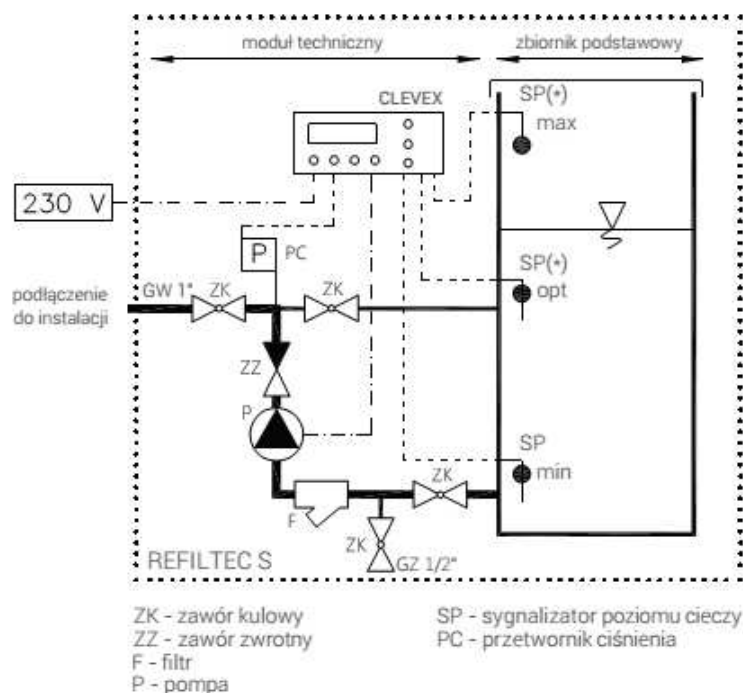 moduł techniczny
zbiornik podstawowy
CLEVEX
SP(*)
max
230 V
P
PC
SP(*)
opt
podłączenie
do instalacji
GW 1"
ZK
ZK
ZZ
P
SP
min
ZK
F
ZK
GZ 1/2"
REFILTEC S
ZK - zawór kulowy
ZZ - zawór zwrotny
F - filtr
P - pompa
SP - sygnalizator poziomu cieczy
PC - przetwornik ciśnienia